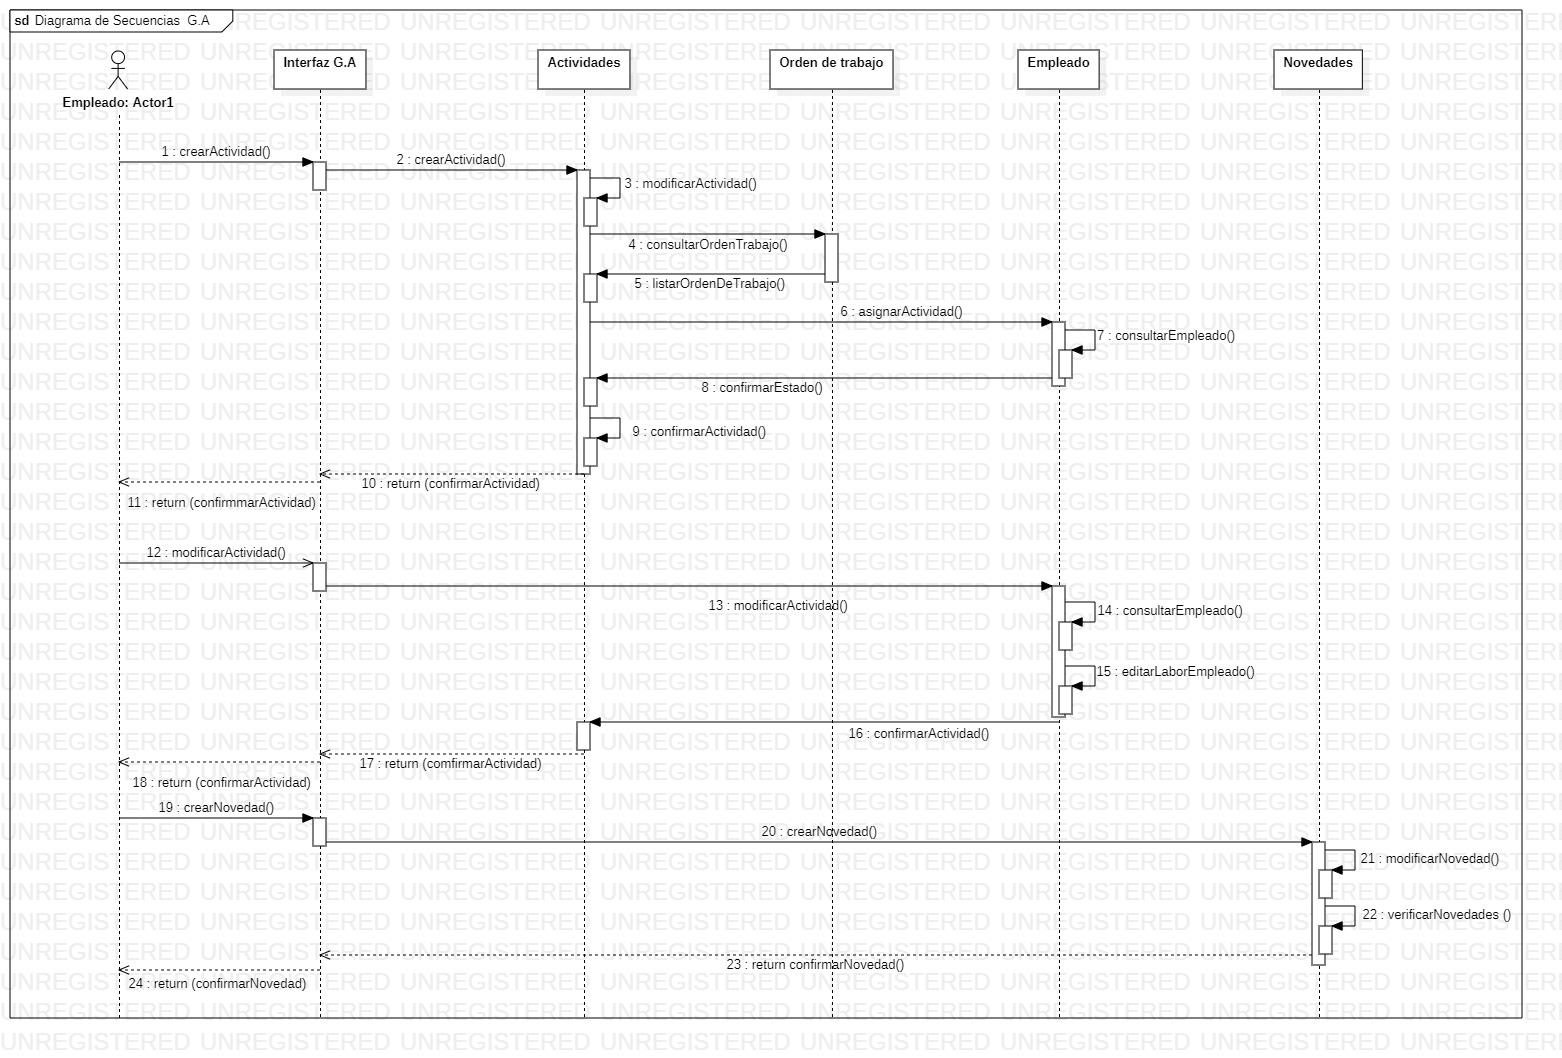 sd Diagrama de Secuencias G.A
Interfaz G.A
Actividades
Orden de trabajo
Empleado
Novedades
Empleado: Actor1
1 : crearActividad()
2 : crearActividad()
3 : modificarActividad()
4 : consultarOrdenTrabajo()
5 : listarOrdenDeTrabajo()
6 : asignarActividad()
7 : consultarEmpleado()
8 : confirmarEstado()
9 : confirmarActividad()
10 : return (confirmarActividad)
11 : return (confirmmarActividad)
12 : modificarActividad()
13 : modificarActividad()
14 : consultarEmpleado()
15 : editarLaborEmpleado()
16 : confirmarActividad()
17 : return (comfirmarActividad)
18 : return (confirmarActividad)
19 : crearNovedad()
20 : crearNovedad()
21 : modificarNovedad()
22 : verificarNovedades ()
23 : return confirmarNovedad()
24 : return (confirmarNovedad)
UNREGISTERED